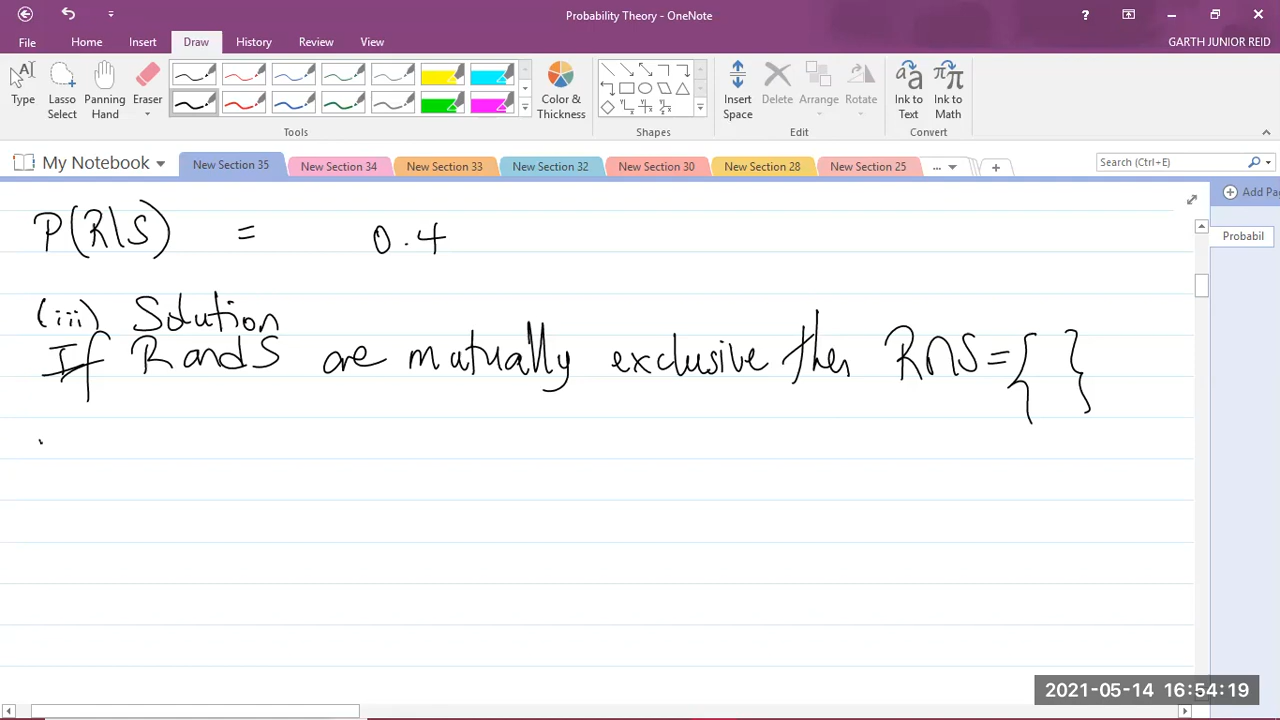 Probability Theory - OneNote
?
File Home Insert Draw History Review View
GARTH JUNIOR REID
Type
Lasso Select
Panning Hand
Eraser
Color & Thickness
Insert Space
Delete
Arrange
Rotate
Ink to Text
Ink to Math
Tools
Shapes
Edit
Convert
My Notebook
New Section 35
New Section 34
New Section 33
New Section 32
New Section 30
New Section 28
New Section 25
...
Search (Ctrl+E)
Add Pa
Probabil
P(R\S) = 0.4
(iii) Solution
If R and S are mutually exclusive then R∩S={ }
2021-05-14 16:54:19